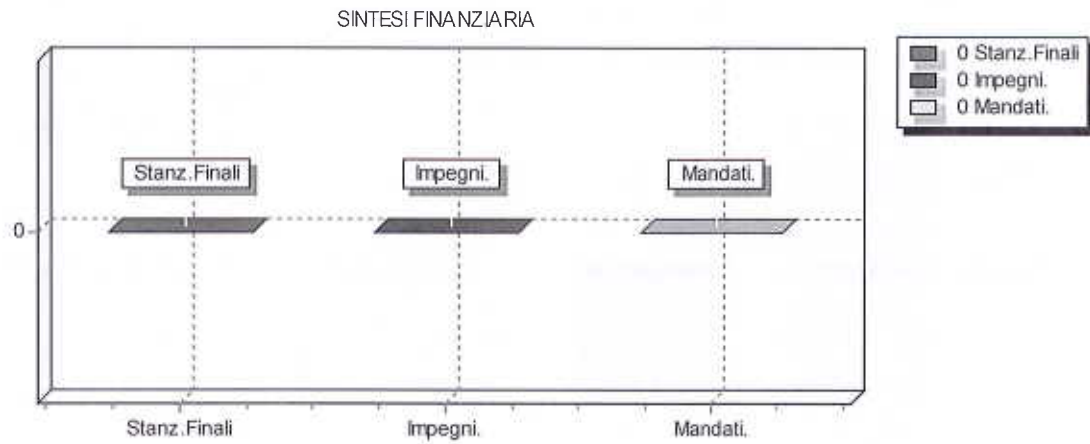 SINTESI FINANZIARIA
0 Stanz.Finali
0 Impegni.
0 Mandati.
Stanz.Finali
Impegni.
Mandati.
0
Stanz.Finali
Impegni.
Mandati.